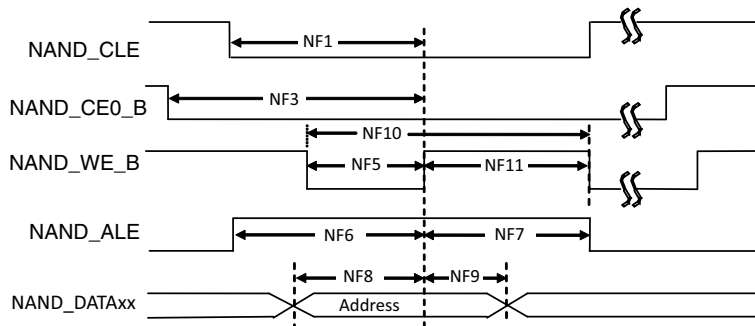 NAND_CLE
NF1
NAND_CE0_B
NF3
NF10
NAND_WE_B
NF5
NF11
NAND_ALE
NF6
NF7
NF8
NF9
NAND_DATAxx
Address